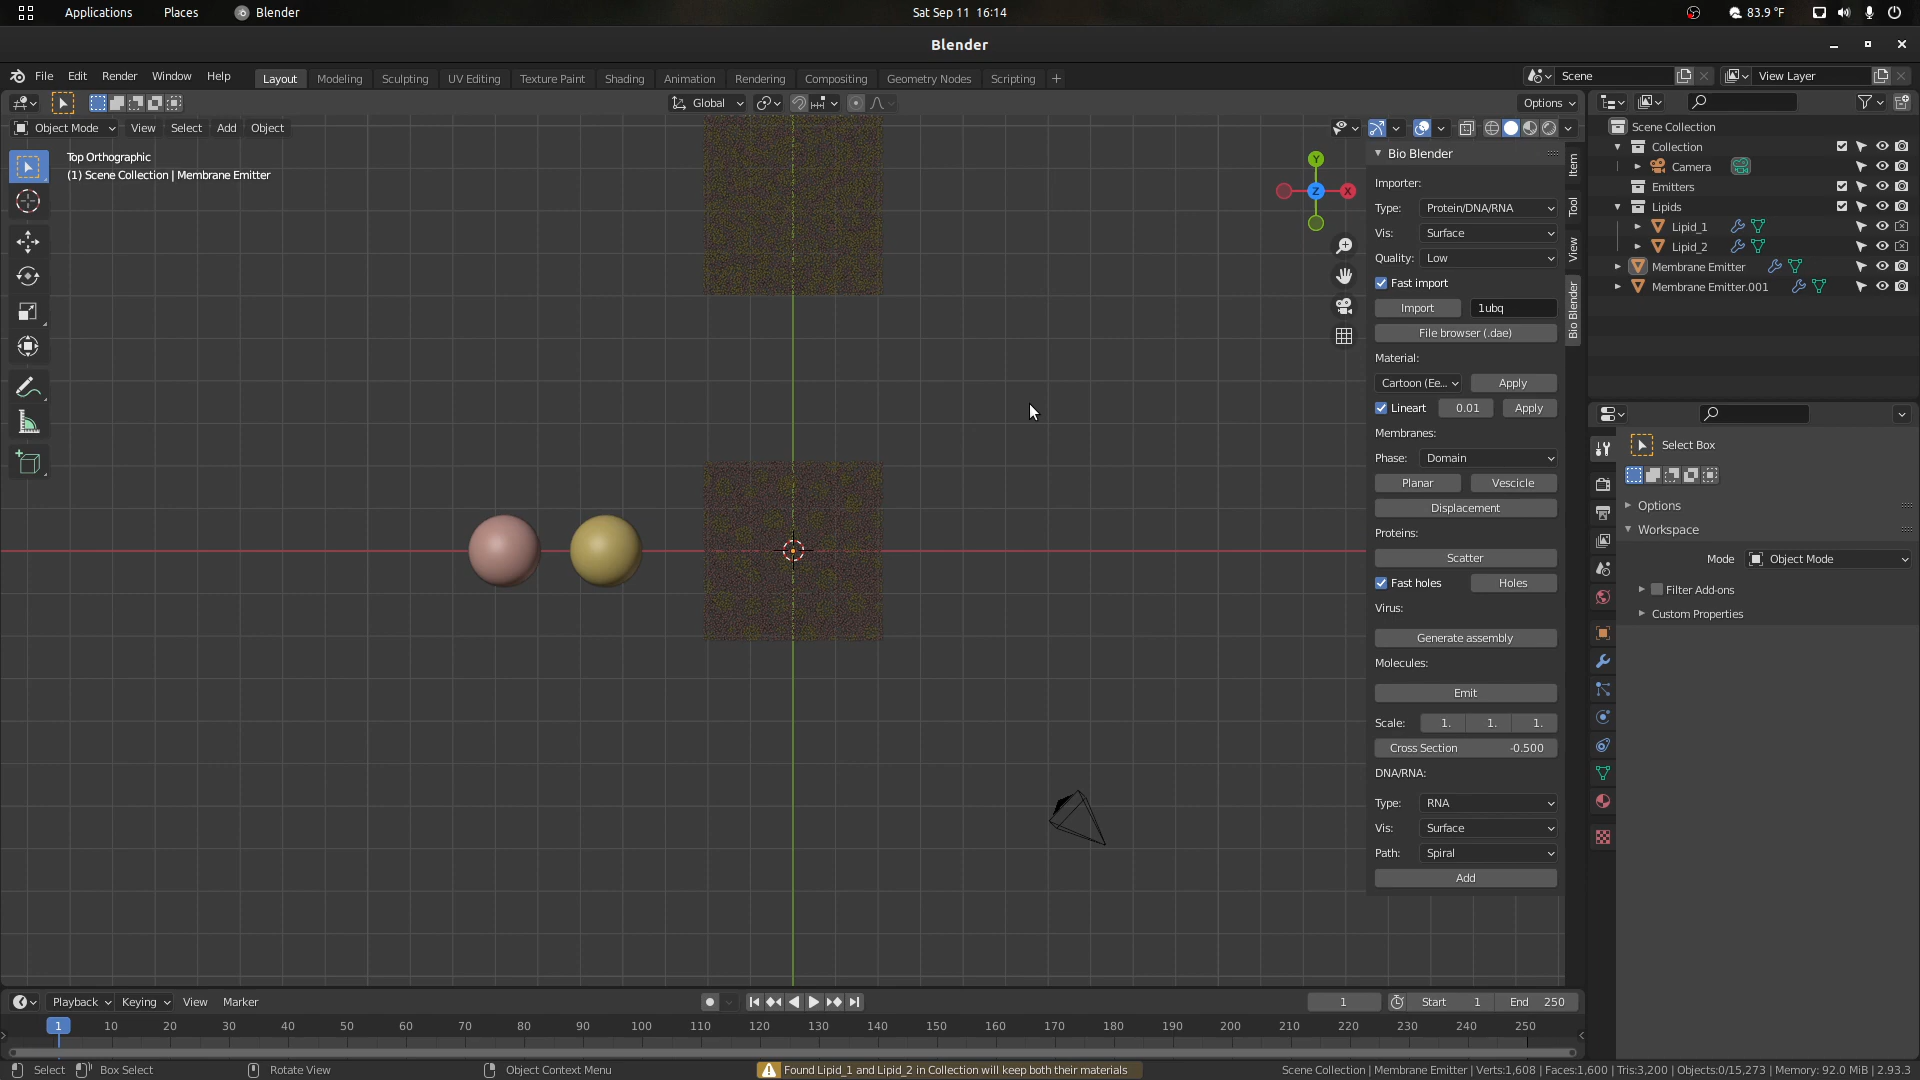 Applications Places Blender Sat Sep 11 16:14 83.9 °F
Blender
File Edit Render Window Help Layout Modeling Sculpting UV Editing Texture Paint Shading Animation Rendering Compositing Geometry Nodes Scripting + Scene View Layer
Global Options
Object Mode View Select Add Object
Top Orthographic
(1) Scene Collection | Membrane Emitter
Y
Z
X
Bio Blender
Importer:
Type: Protein/DNA/RNA
Vis: Surface
Quality: Low
Fast import
Import 1ubq
File browser (.dae)
Material:
Cartoon (Ee... Apply
Lineart 0.01 Apply
Membranes:
Phase: Domain
Planar Vescicle
Displacement
Proteins:
Scatter
Fast holes Holes
Virus:
Generate assembly
Molecules:
Emit
Scale: 1. 1. 1.
Cross Section -0.500
DNA/RNA:
Type: RNA
Vis: Surface
Path: Spiral
Add
Item
Tool
View
Bio Blender
Scene Collection
Collection
Camera
Emitters
Lipids
Lipid_1
Lipid_2
Membrane Emitter
Membrane Emitter.001
Select Box
Options
Workspace
Mode Object Mode
Filter Add-ons
Custom Properties
Playback Keying View Marker 1 Start 1 End 250
1 10 20 30 40 50 60 70 80 90 100 110 120 130 140 150 160 170 180 190 200 210 220 230 240 250
Select Box Select Rotate View Object Context Menu Found Lipid_1 and Lipid_2 in Collection will keep both their materials Scene Collection | Membrane Emitter | Verts:1,608 | Faces:1,600 | Tris:3,200 | Objects:0/15,273 | Memory: 92.0 MiB | 2.93.3